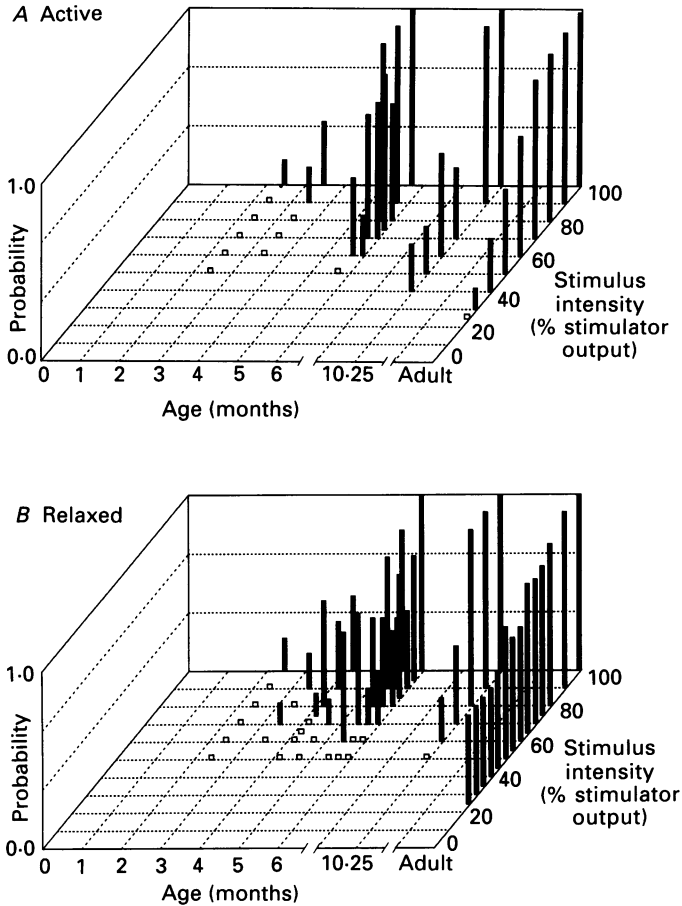 A Active
1·0
Probability
0·0
0 1 2 3 4 5 6 10·25 Adult
Age (months)
0
20
40
60
80
100
Stimulus
intensity
(% stimulator
output)
B Relaxed
1·0
Probability
0·0
0 1 2 3 4 5 6 10·25 Adult
Age (months)
0
20
40
60
80
100
Stimulus
intensity
(% stimulator
output)